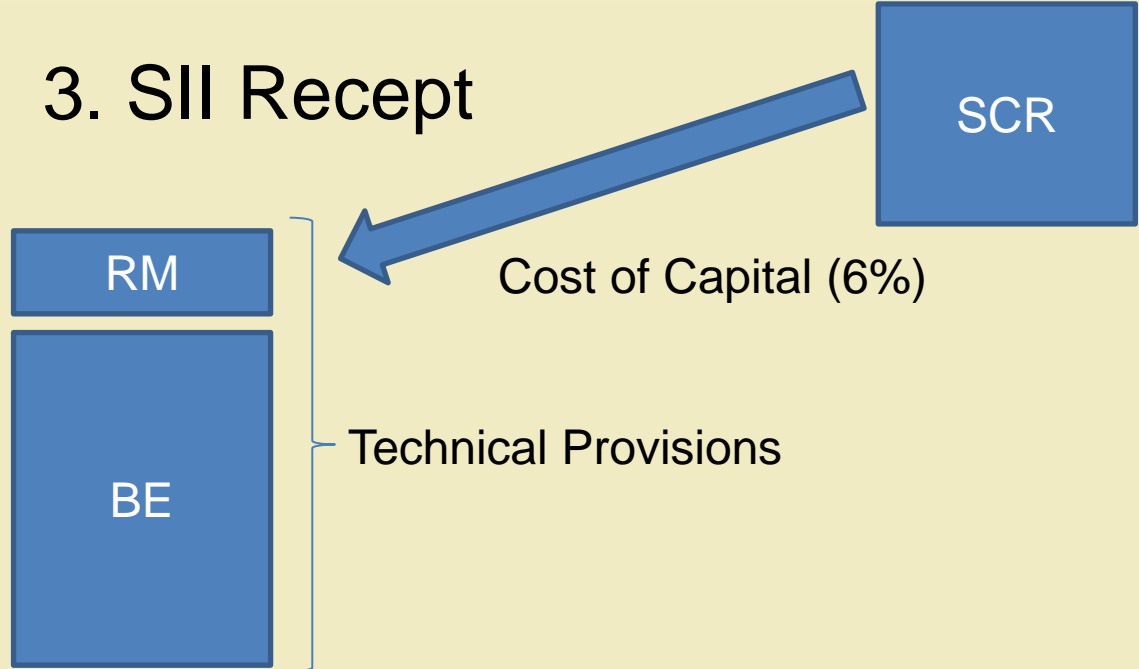 3. SII Recept
SCR
RM
Cost of Capital (6%)
Technical Provisions
BE